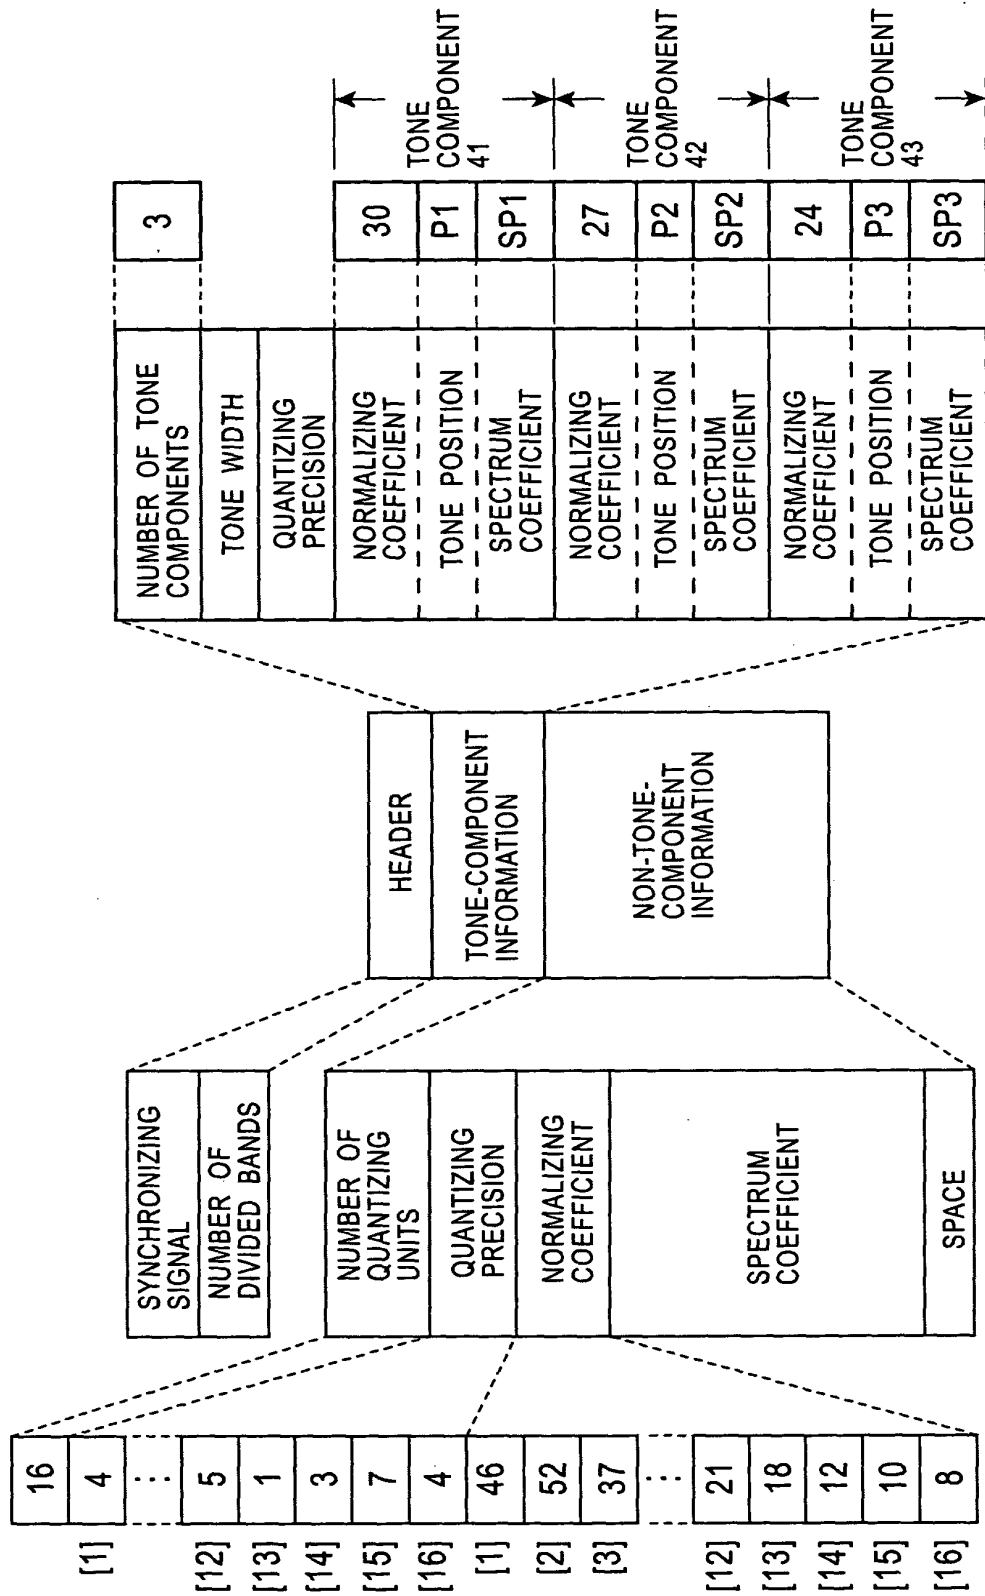 16
[1] 4
⋮
[12] 5
[13] 1
[14] 3
[15] 7
[16] 4
[1] 46
[2] 52
[3] 37
⋮
[12] 21
[13] 18
[14] 12
[15] 10
[16] 8
SYNCHRONIZING
SIGNAL
NUMBER OF
DIVIDED BANDS
NUMBER OF
QUANTIZING
UNITS
QUANTIZING
PRECISION
NORMALIZING
COEFFICIENT
SPECTRUM
COEFFICIENT
SPACE
HEADER
TONE-COMPONENT
INFORMATION
NON-TONE-
COMPONENT
INFORMATION
NUMBER OF TONE
COMPONENTS
TONE WIDTH
QUANTIZING
PRECISION
NORMALIZING
COEFFICIENT
TONE POSITION
SPECTRUM
COEFFICIENT
NORMALIZING
COEFFICIENT
TONE POSITION
SPECTRUM
COEFFICIENT
NORMALIZING
COEFFICIENT
TONE POSITION
SPECTRUM
COEFFICIENT
3
30
P1
SP1
27
P2
SP2
24
P3
SP3
TONE
COMPONENT
41
TONE
COMPONENT
42
TONE
COMPONENT
43